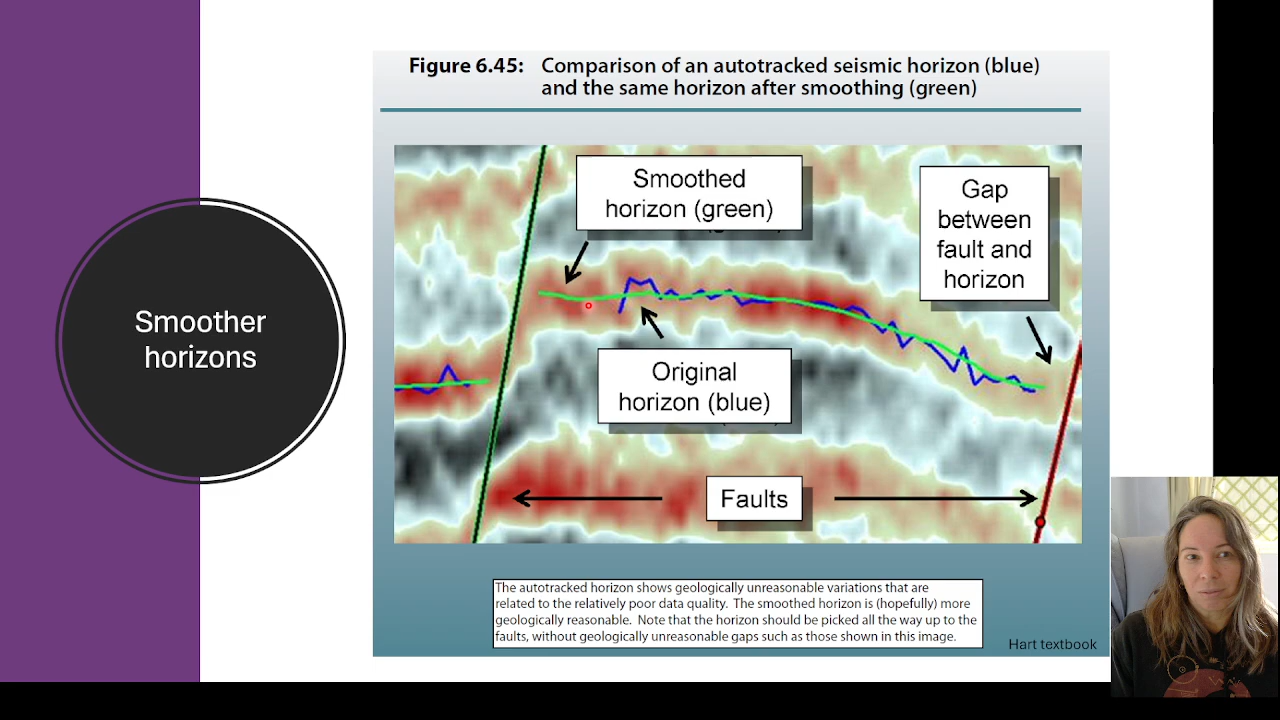 Smoother
horizons
Figure 6.45: Comparison of an autotracked seismic horizon (blue)
and the same horizon after smoothing (green)
Smoothed
horizon (green)
Gap
between
fault and
horizon
Original
horizon (blue)
Faults
The autotracked horizon shows geologically unreasonable variations that are
related to the relatively poor data quality. The smoothed horizon is (hopefully) more
geologically reasonable. Note that the horizon should be picked all the way up to the
faults, without geologically unreasonable gaps such as those shown in this image.
Hart textbook